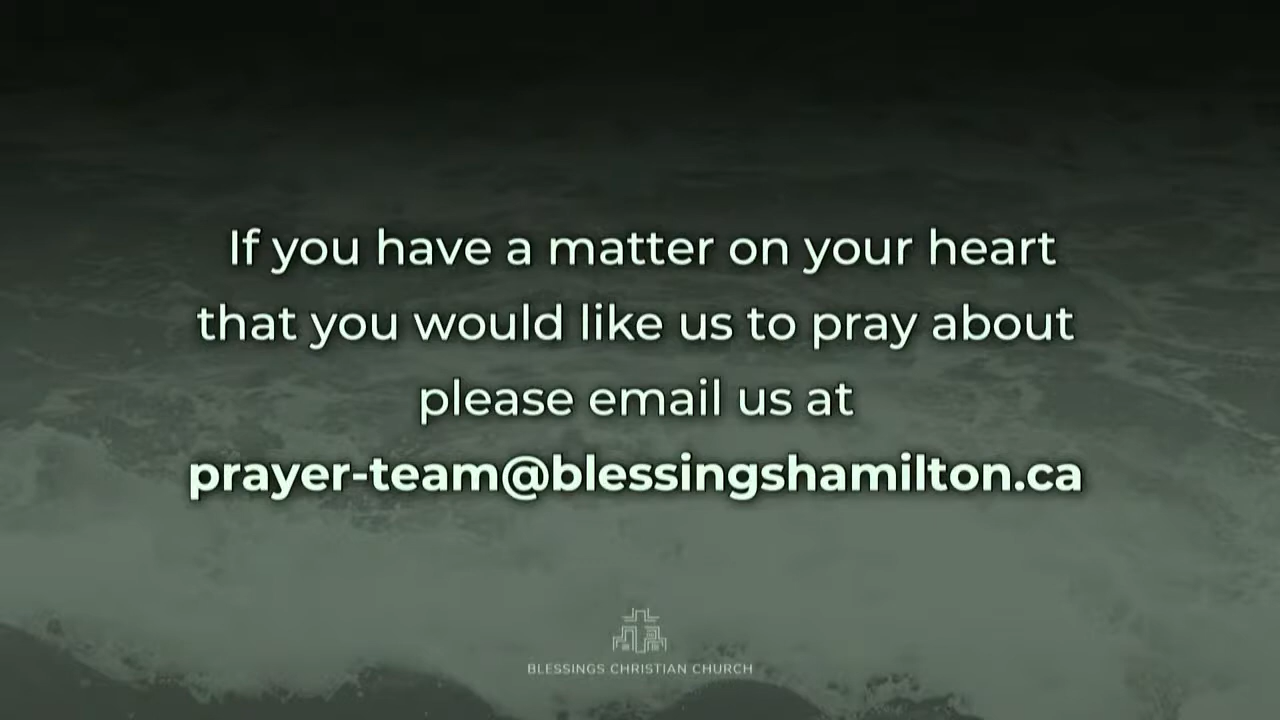 If you have a matter on your heart
that you would like us to pray about
please email us at
prayer-team@blessingshamilton.ca
BLESSINGS CHRISTIAN CHURCH